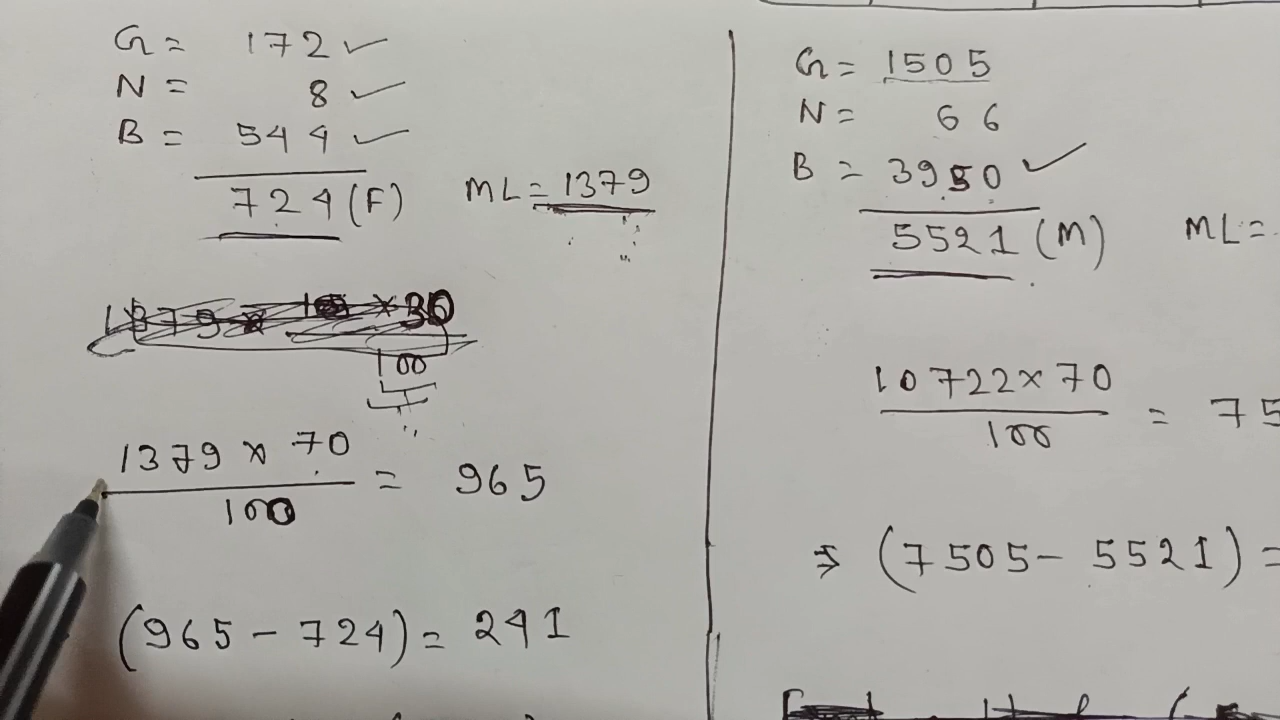 G = 172 ✓
N = 8 ✓
B = 544 ✓
724 (F)
ML = 1379
1379 × 70
100
= 965
(965 - 724) = 241
G = 1505
N = 66
B = 3950 ✓
5521 (M)
ML =
10722 × 70
100
= 75
⇒ (7505 - 5521) =